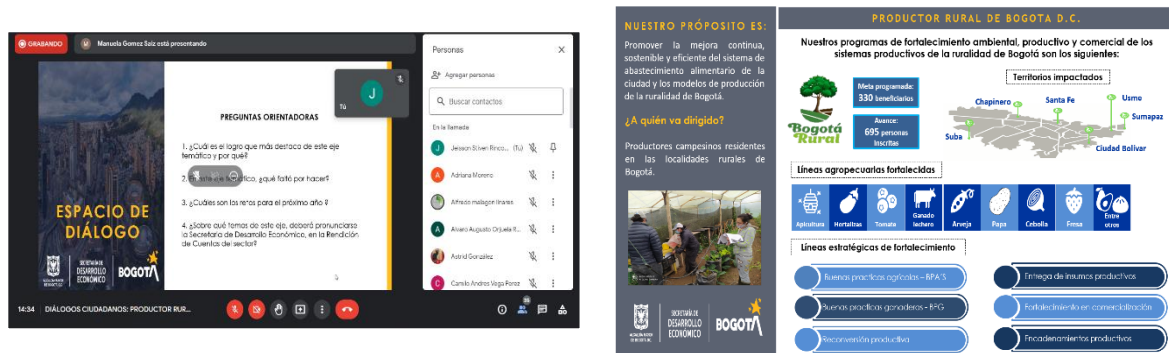 GRABANDO
M
Manuela Gomez Saiz está presentando
ESPACIO DE
DIÁLOGO
SECRETARÍA DE
DESARROLLO
ECONÓMICO
BOGOTÁ
PREGUNTAS ORIENTADORAS
1. ¿Cuál es el logro que más destaco de este eje
temático y por qué?
¿qué faltó por hacer?
3. ¿Cuáles son los retos para el próximo año ?
4. ¿Sobre qué temas de este eje, deberá pronunciarse
la Secretaría de Desarrollo Económico, en la Rendición
de Cuentas del sector?
J
Tú
Personas
Agregar personas
Buscar contactos
En la llamada
J
Jeisson Stiven Rinco... (Tú)
A
Adriana Moreno
Alfredo malagon linares
A
Alvaro Augusto Orjuela R...
Astrid González
C
Camilo Andres Vega Perez
14:34
DIÁLOGOS CIUDADANOS: PRODUCTOR RUR...
NUESTRO PRÓPOSITO ES:
Promover la mejora continua,
sostenible y eficiente del sistema de
abastecimiento alimentario de la
ciudad y los modelos de producción
de la ruralidad de Bogotá.
¿A quién va dirigido?
Productores campesinos residentes
en las localidades rurales de
Bogotá.
SECRETARÍA DE
DESARROLLO
ECONÓMICO
BOGOTÁ
PRODUCTOR RURAL DE BOGOTA D.C.
Nuestros programas de fortalecimiento ambiental, productivo y comercial de los
sistemas productivos de la ruralidad de Bogotá son los siguientes:
Bogotá
Rural
Meta programada:
330 beneficiarios
Avance:
695 personas
inscritas
Territorios impactados
Chapinero
Santa Fe
Usme
Sumapaz
Suba
Ciudad Bolívar
Líneas agropecuarias fortalecidas
Apicultura
Hortalizas
Tomate
Ganado
lechero
Arveja
Papa
Cebolla
Fresa
Entre
otros
Líneas estratégicas de fortalecimiento
Buenas practicas agrícolas – BPA'S
Buenas practicas ganaderas - BPG
Reconversión productiva
Entrega de insumos productivos
Fortalecimiento en comercialización
Encadenamientos productivos